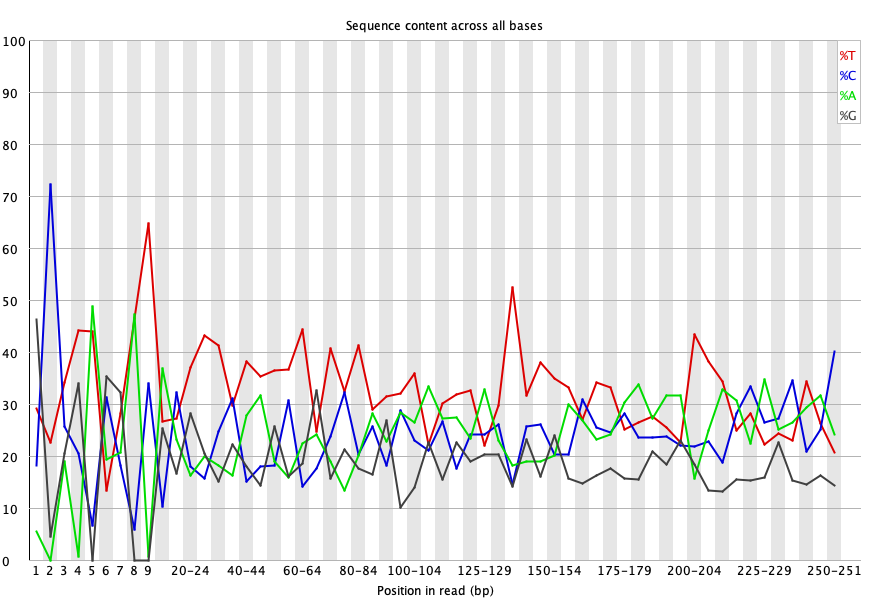 Sequence content across all bases
100
90
80
70
60
50
40
30
20
10
0
%T
%C
%A
%G
1 2 3 4 5 6 7 8 9 20-24 40-44 60-64 80-84 100-104 125-129 150-154 175-179 200-204 225-229 250-251
Position in read (bp)